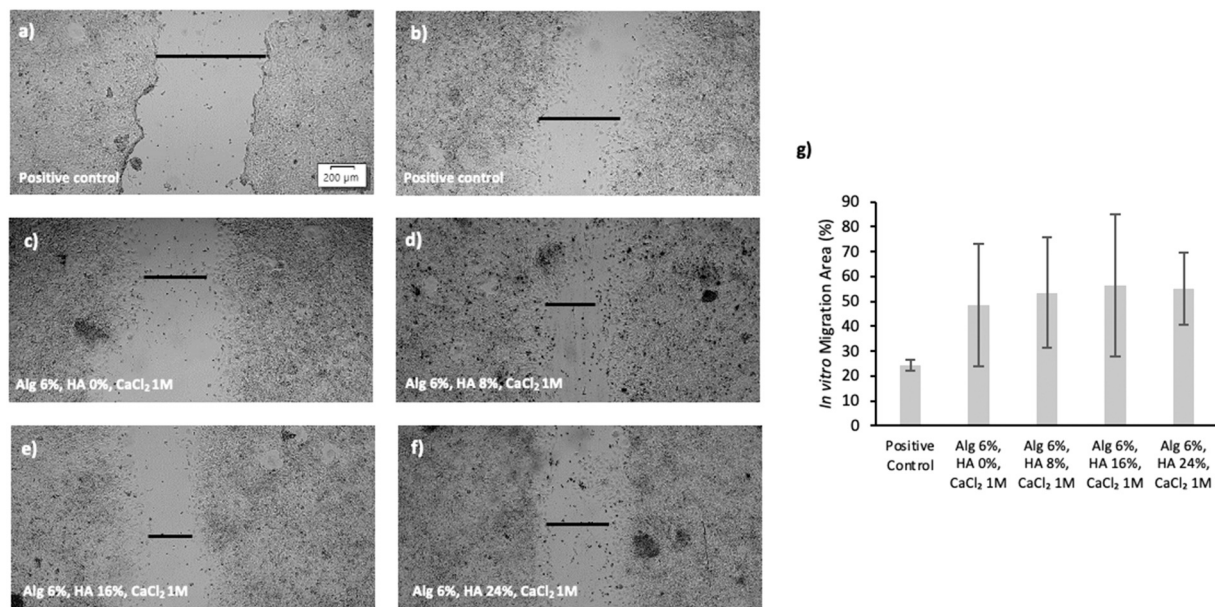 a)
Positive control
200 µm
b)
Positive control
c)
Alg 6%, HA 0%, CaCl₂ 1M
d)
Alg 6%, HA 8%, CaCl₂ 1M
e)
Alg 6%, HA 16%, CaCl₂ 1M
f)
Alg 6%, HA 24%, CaCl₂ 1M
g)
In vitro Migration Area (%)
90
80
70
60
50
40
30
20
10
0
Positive
Control
Alg 6%,
HA 0%,
CaCl₂ 1M
Alg 6%,
HA 8%,
CaCl₂ 1M
Alg 6%,
HA 16%,
CaCl₂ 1M
Alg 6%,
HA 24%,
CaCl₂ 1M